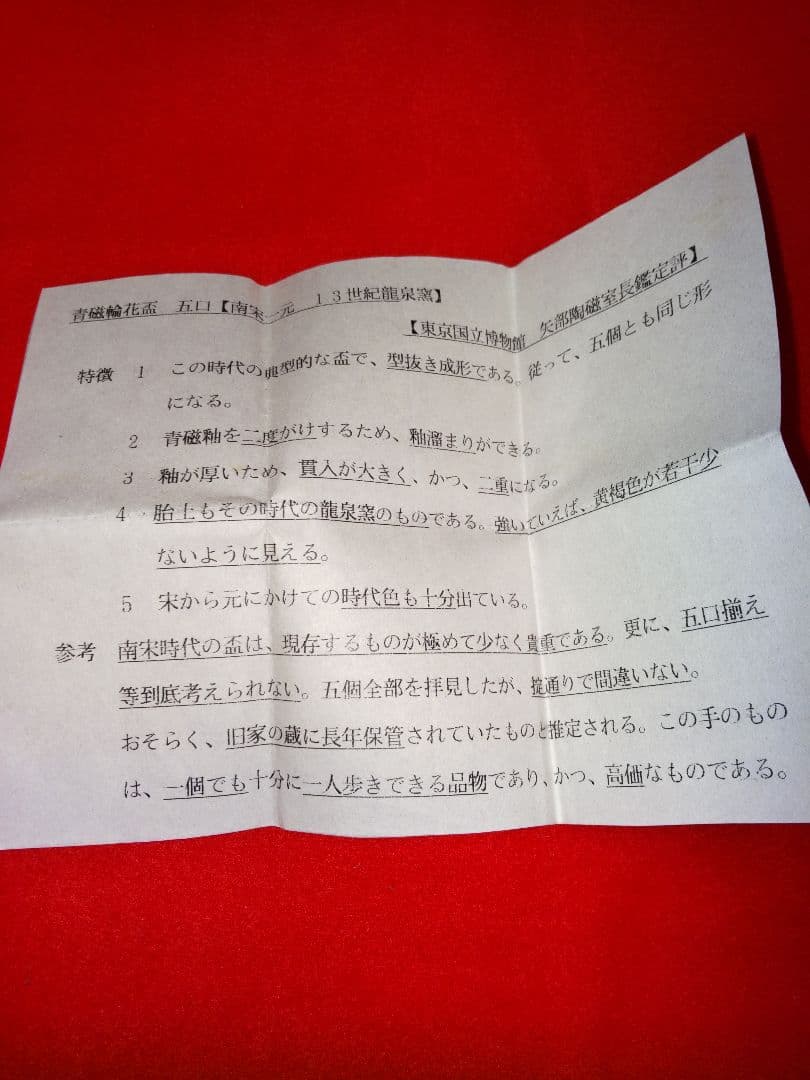 青磁輪花盃 五口【南宋―元 13世紀龍泉窯】
【東京国立博物館 矢部陶磁室長鑑定評】
特徴 1 この時代の典型的な盃で、型抜き成形である。従って、五個とも同じ形
になる。
2 青磁釉を二度がけするため、釉溜まりができる。
3 釉が厚いため、貫入が大きく、かつ、二重になる。
4 胎土もその時代の龍泉窯のものである。強いていえば、黄褐色が若干少
ないように見える。
5 宋から元にかけての時代色も十分出ている。
参考 南宋時代の盃は、現存するものが極めて少なく貴重である。更に、五口揃え
等到底考えられない。五個全部を拝見したが、掟通りで間違いない。
おそらく、旧家の蔵に長年保管されていたものと推定される。この手のもの
は、一個でも十分に一人歩きできる品物であり、かつ、高価なものである。